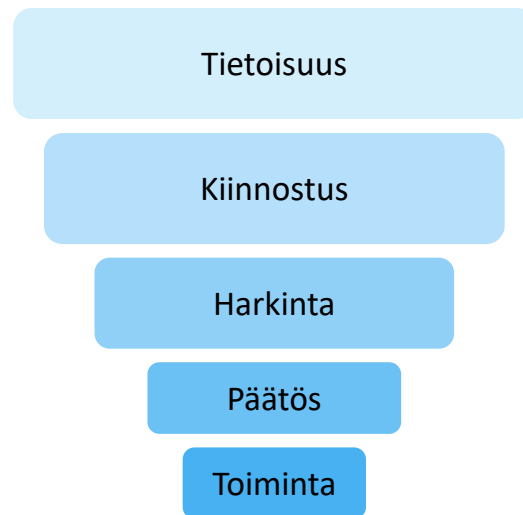 Tietoisuus
Kiinnostus
Harkinta
Päätös
Toiminta